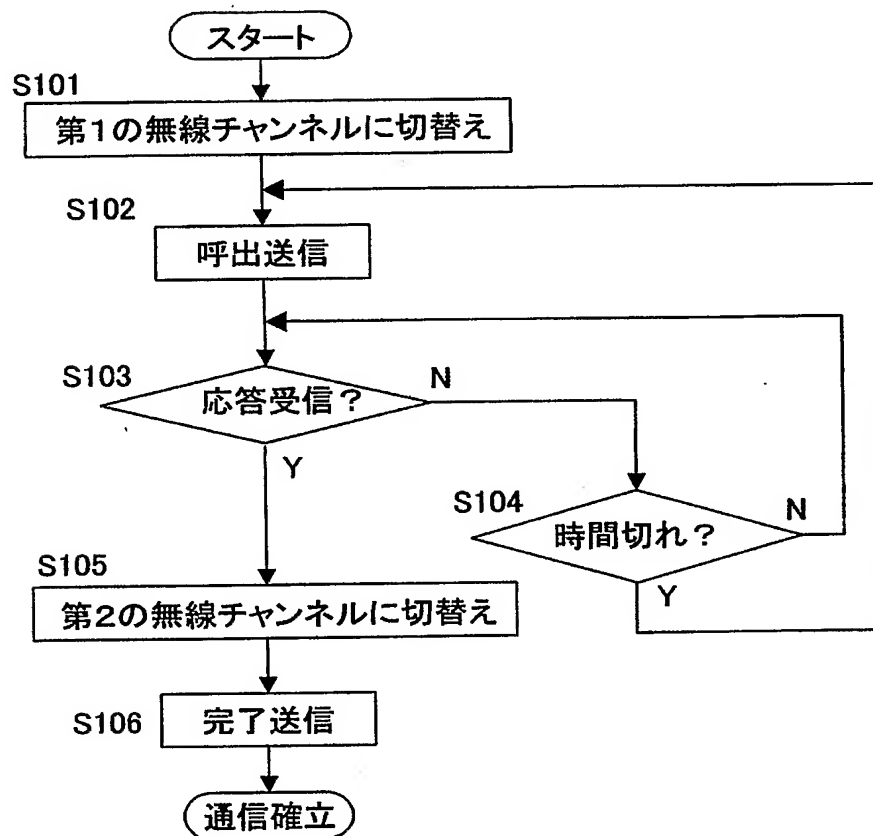 スタート
S101
第1の無線チャンネルに切替え
S102
呼出送信
S103
応答受信?
N
Y
S104
時間切れ?
N
Y
S105
第2の無線チャンネルに切替え
S106
完了送信
通信確立